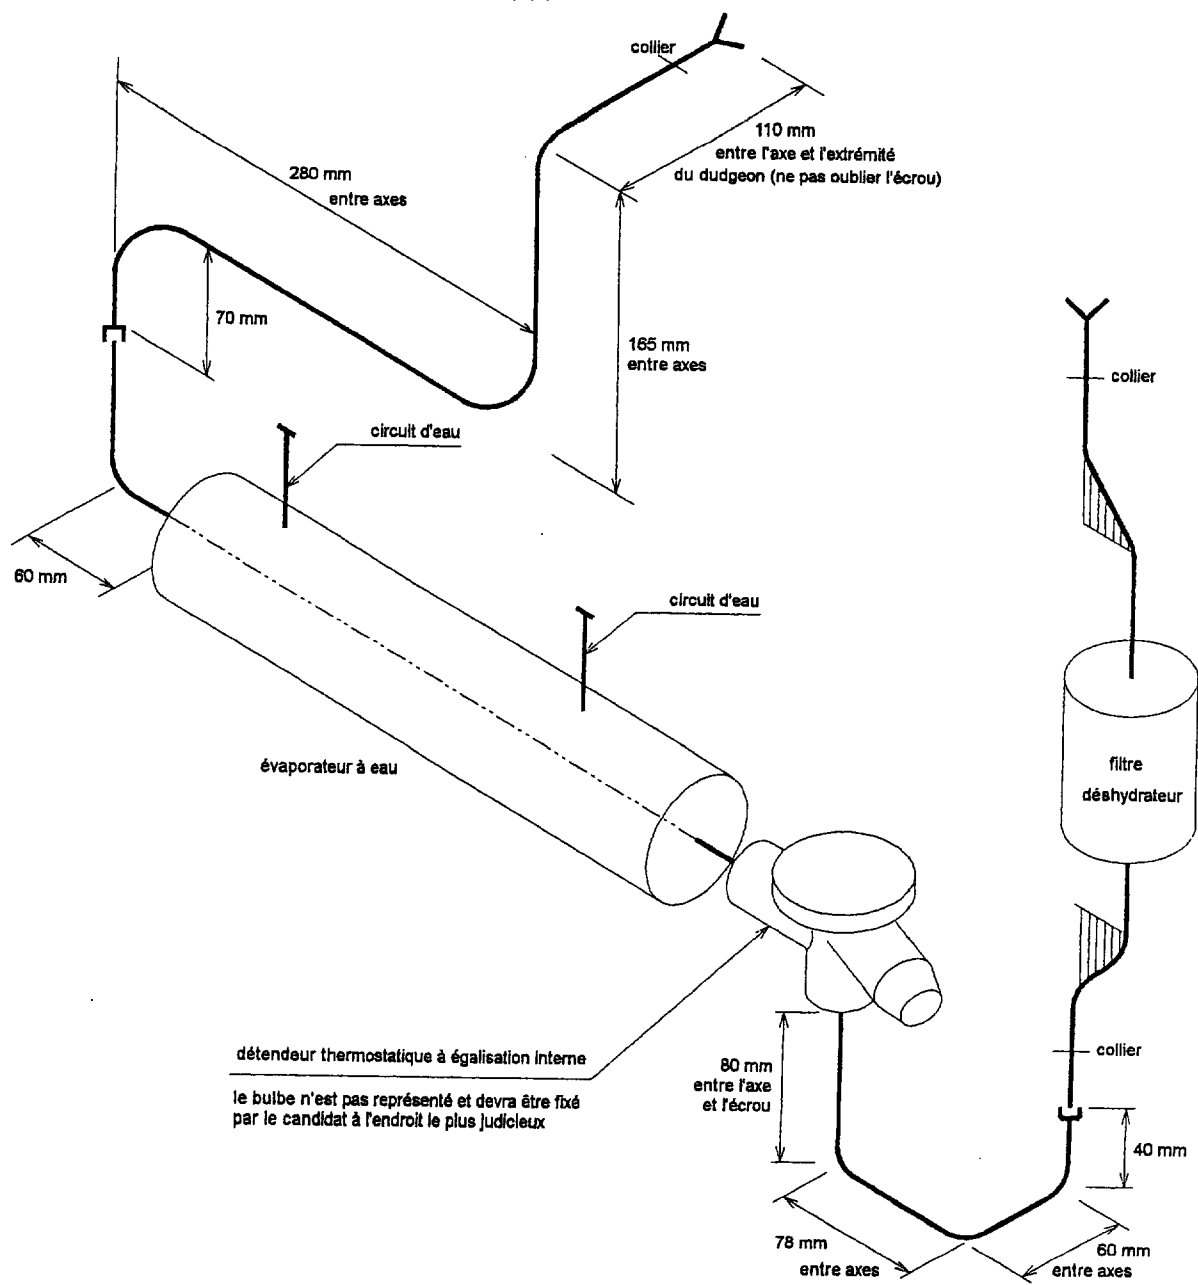 collier
110 mm
entre l'axe et l'extrémité
du dudgeon (ne pas oublier l'écrou)
280 mm
entre axes
70 mm
165 mm
entre axes
collier
circuit d'eau
60 mm
circuit d'eau
évaporateur à eau
filtre
déshydrateur
détendeur thermostatique à égalisation interne
le bulbe n'est pas représenté et devra être fixé
par le candidat à l'endroit le plus judicieux
80 mm
entre l'axe
et l'écrou
collier
40 mm
78 mm
entre axes
60 mm
entre axes